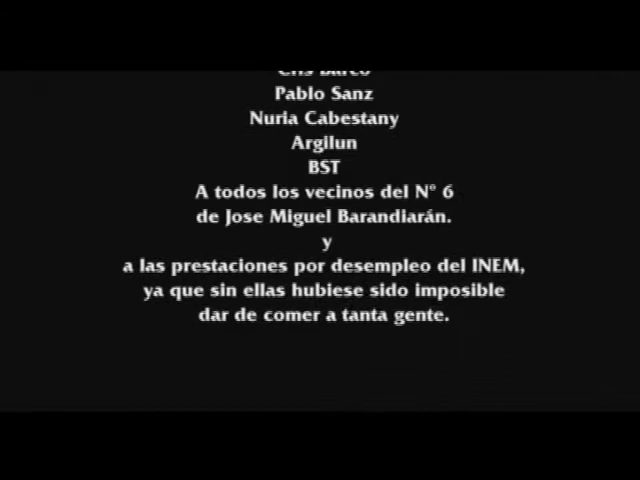 Pablo Sanz
Nuria Cabestany
Argilun
BST
A todos los vecinos del Nº 6
de Jose Miguel Barandiarán.
y
a las prestaciones por desempleo del INEM,
ya que sin ellas hubiese sido imposible
dar de comer a tanta gente.